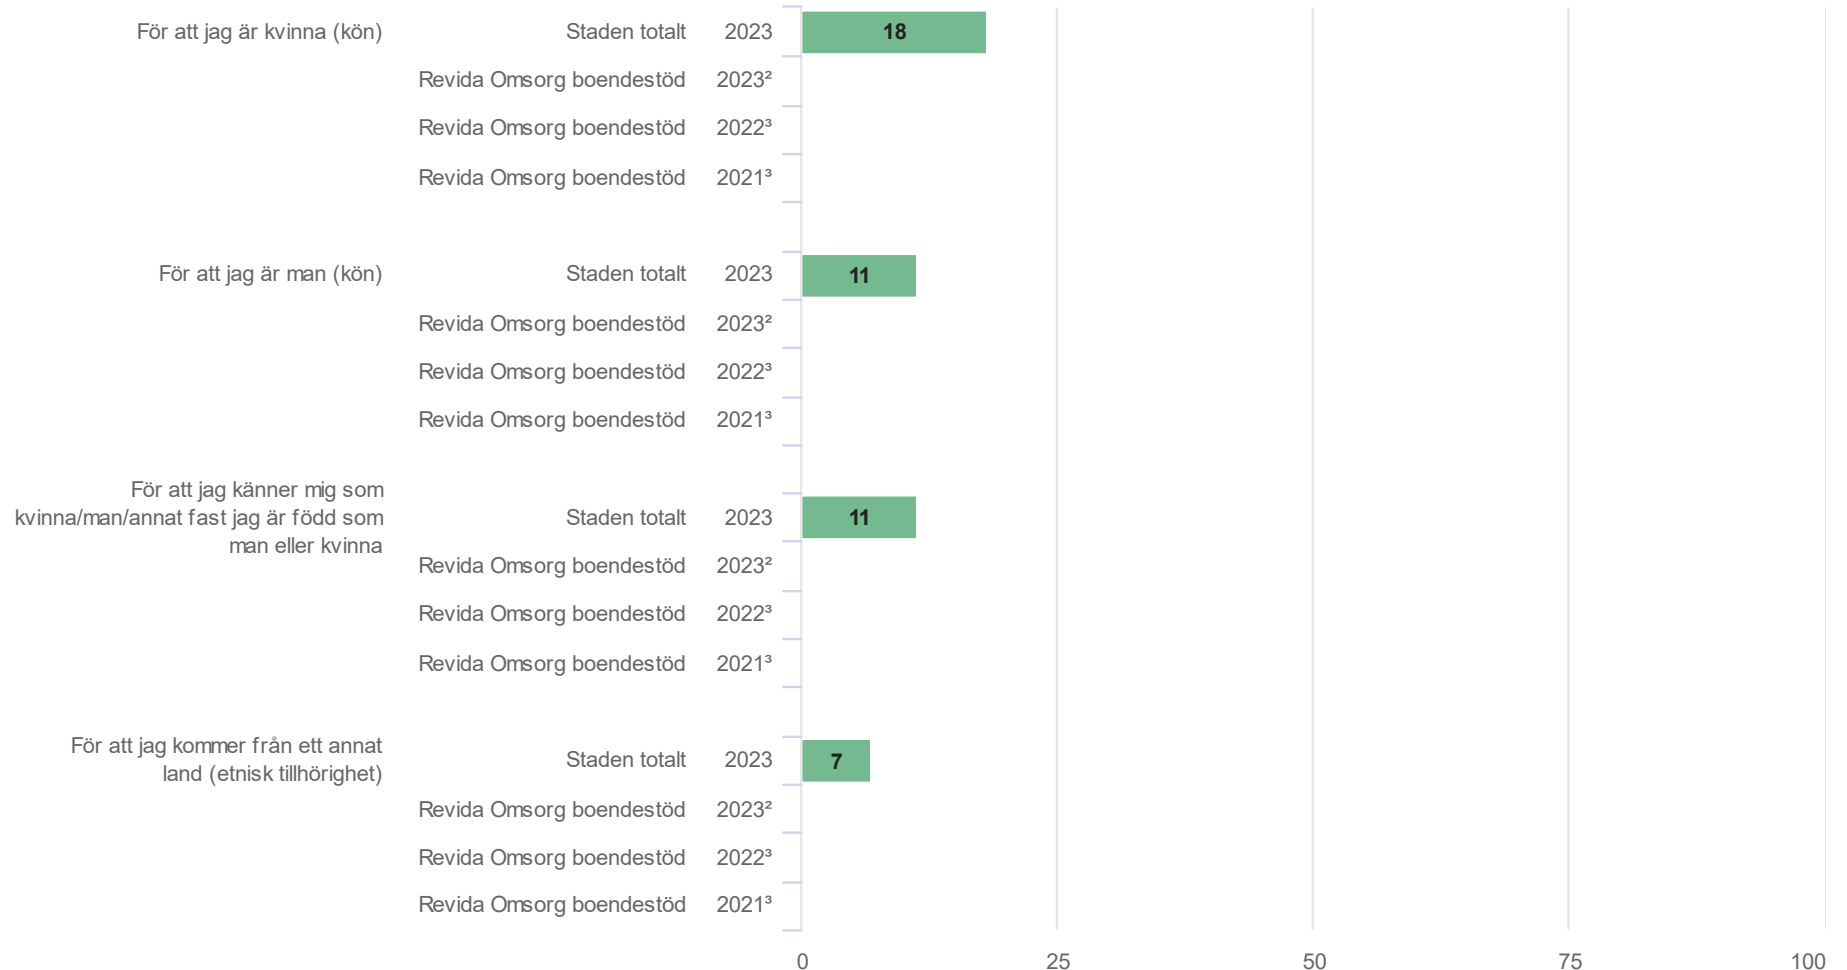 För att jag är kvinna (kön) Staden totalt 2023 18
Revida Omsorg boendestöd 2023²
Revida Omsorg boendestöd 2022³
Revida Omsorg boendestöd 2021³
För att jag är man (kön) Staden totalt 2023 11
Revida Omsorg boendestöd 2023²
Revida Omsorg boendestöd 2022³
Revida Omsorg boendestöd 2021³
För att jag känner mig som
kvinna/man/annat fast jag är född som Staden totalt 2023 11
man eller kvinna
Revida Omsorg boendestöd 2023²
Revida Omsorg boendestöd 2022³
Revida Omsorg boendestöd 2021³
För att jag kommer från ett annat
land (etnisk tillhörighet) Staden totalt 2023 7
Revida Omsorg boendestöd 2023²
Revida Omsorg boendestöd 2022³
Revida Omsorg boendestöd 2021³
0 25 50 75 100